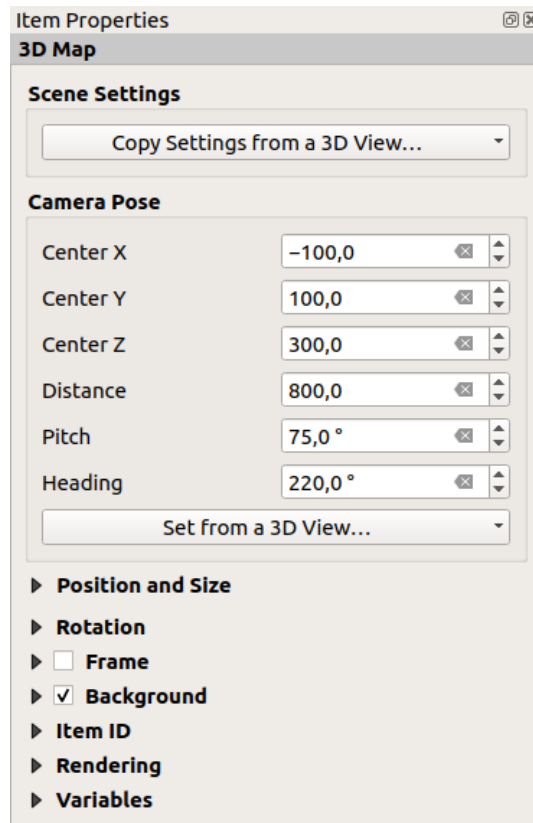 Item Properties
3D Map
Scene Settings
Copy Settings from a 3D View…
Camera Pose
Center X −100,0
Center Y 100,0
Center Z 300,0
Distance 800,0
Pitch 75,0 °
Heading 220,0 °
Set from a 3D View…
Position and Size
Rotation
Frame
Background
Item ID
Rendering
Variables